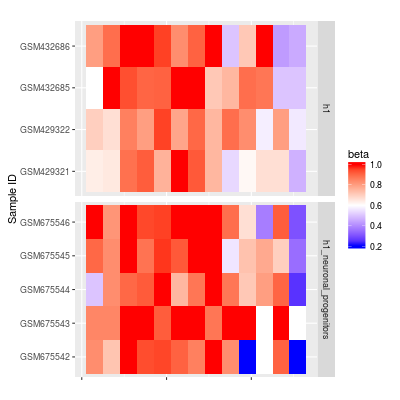 GSM432686
GSM432685
GSM429322
GSM429321
GSM675546
GSM675545
GSM675544
GSM675543
GSM675542
Sample ID
h1
h1_neuronal_progenitors
beta
1.0
0.8
0.6
0.4
0.2